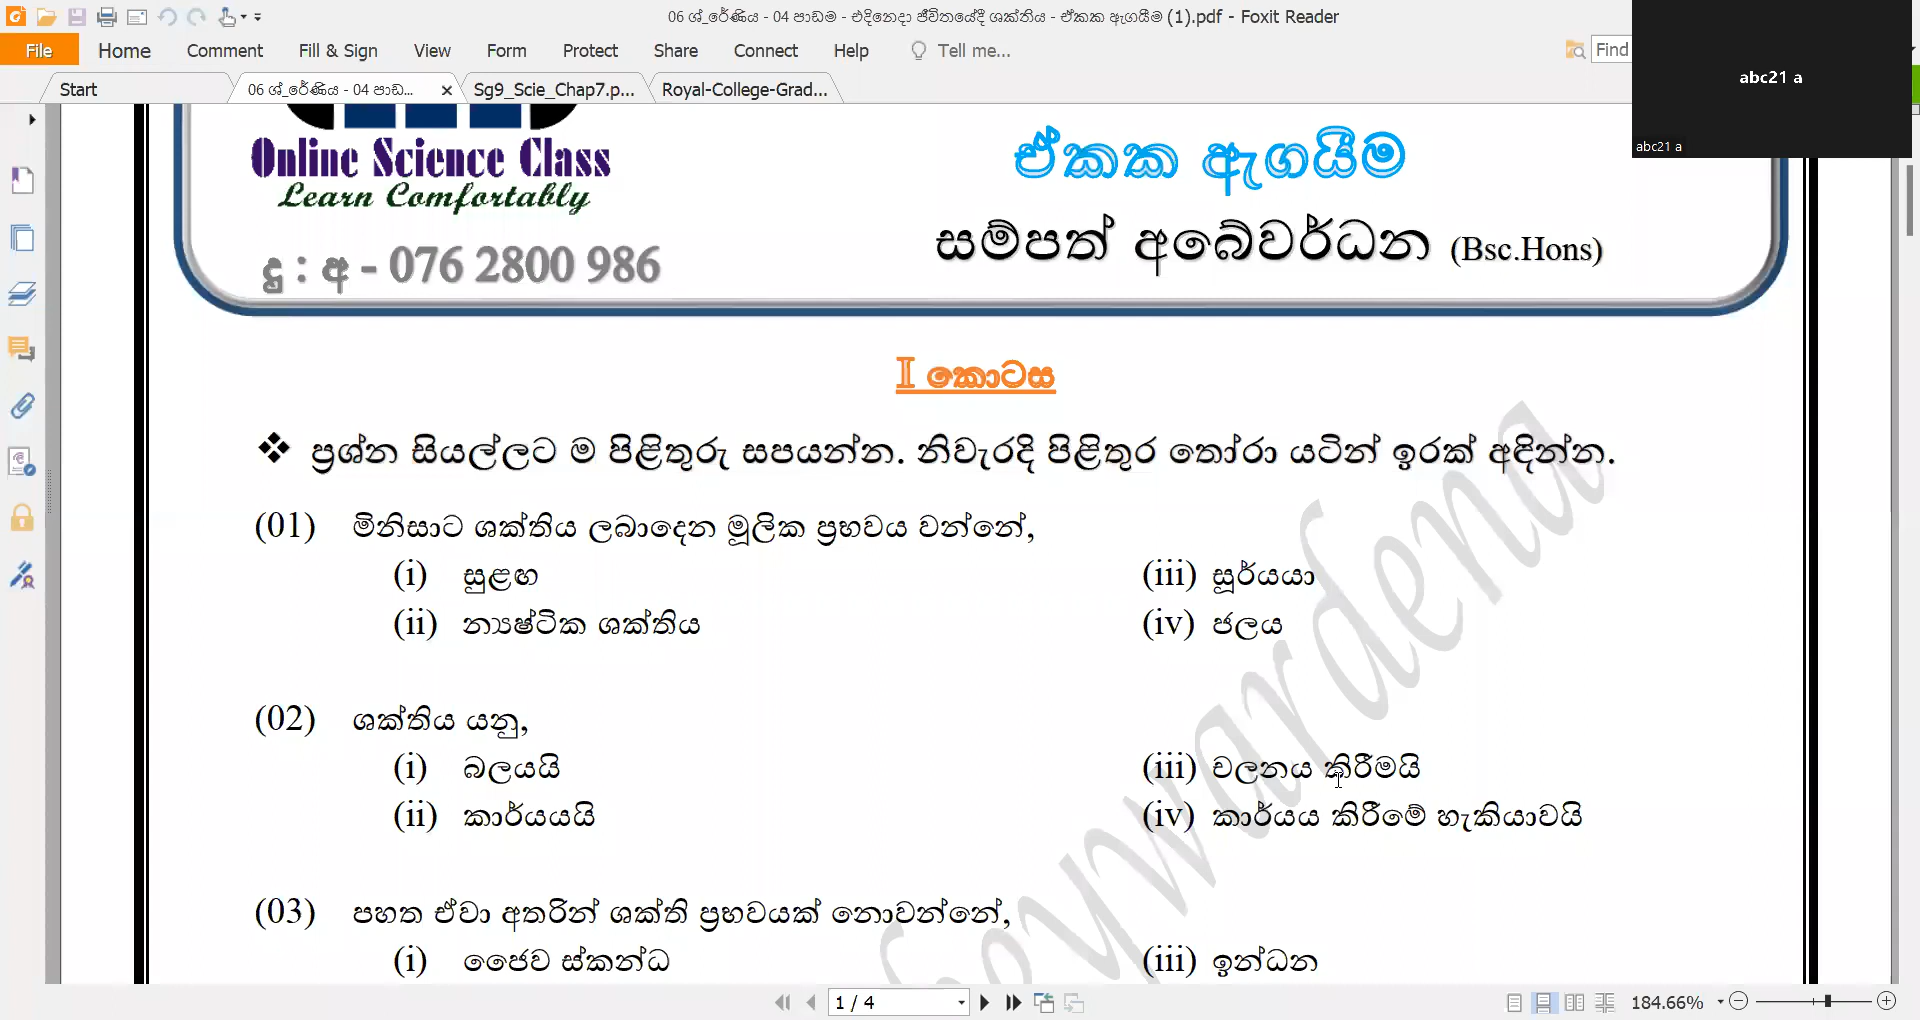 06 ශ්‍රේණිය - 04 පාඩම - එදිනෙදා ජීවිතයේදී ශක්තිය - ඒකක ඇගයීම (1).pdf - Foxit Reader
File Home Comment Fill & Sign View Form Protect Share Connect Help Tell me... Find
Start 06 ශ්‍රේණිය - 04 පාඩ... Sg9_Scie_Chap7.p... Royal-College-Grad...
abc21 a
abc21 a
Online Science Class
Learn Comfortably
දු : අ - 076 2800 986
ඒකක ඇගයීම
සම්පත් අබේවර්ධන (Bsc.Hons)
II කොටස
❖ ප්‍රශ්න සියල්ලට ම පිළිතුරු සපයන්න. නිවැරදි පිළිතුර තෝරා යටින් ඉරක් අඳින්න.
(01) මිනිසාට ශක්තිය ලබාදෙන මූලික ප්‍රභවය වන්නේ,
(i) සුළඟ (iii) සූර්යයා
(ii) න්‍යෂ්ටික ශක්තිය (iv) ජලය
(02) ශක්තිය යනු,
(i) බලයයි (iii) චලනය කිරීමයි
(ii) කාර්යයයි (iv) කාර්යය කිරීමේ හැකියාවයි
(03) පහත ඒවා අතරින් ශක්ති ප්‍රභවයක් නොවන්නේ,
(i) ජෛව ස්කන්ධ (iii) ඉන්ධන
eywardena
1 / 4
184.66%